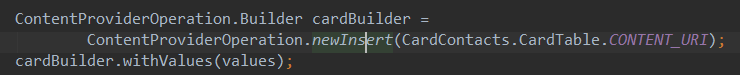 ContentProviderOperation.Builder cardBuilder =
ContentProviderOperation.newInsert(CardContacts.CardTable.CONTENT_URI);
cardBuilder.withValues(values);